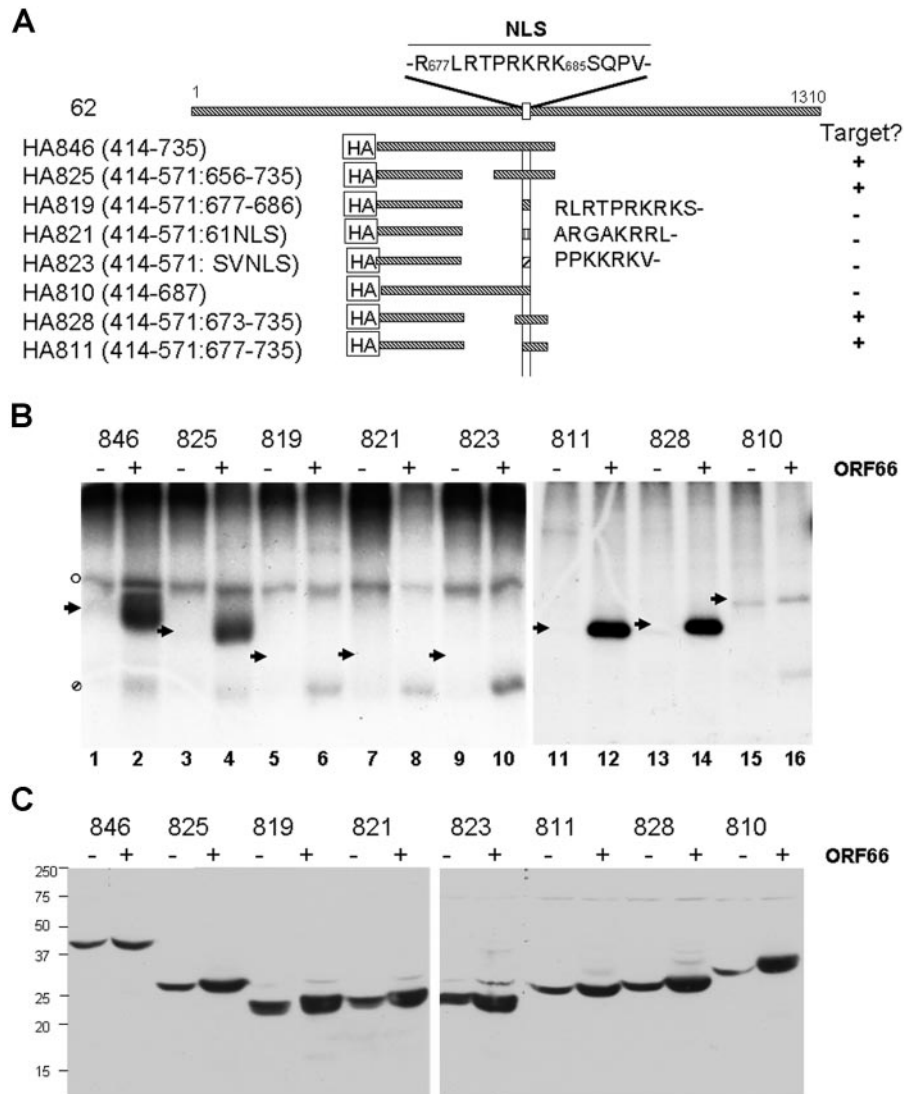 A
NLS
-R677LRTPRKRK685SQPV-
1
1310
62
Target?
HA846 (414-735) HA +
HA825 (414-571:656-735) HA +
HA819 (414-571:677-686) HA RLRTPRKRKS- -
HA821 (414-571:61NLS) HA ARGAKRRL- -
HA823 (414-571: SVNLS) HA PPKKRKV- -
HA810 (414-687) HA -
HA828 (414-571:673-735) HA +
HA811 (414-571:677-735) HA +
B
846 825 819 821 823 811 828 810
- + - + - + - + - + - + - + - + ORF66
1 2 3 4 5 6 7 8 9 10 11 12 13 14 15 16
C
846 825 819 821 823 811 828 810
- + - + - + - + - + - + - + - + ORF66
250
75
50
37
25
20
15